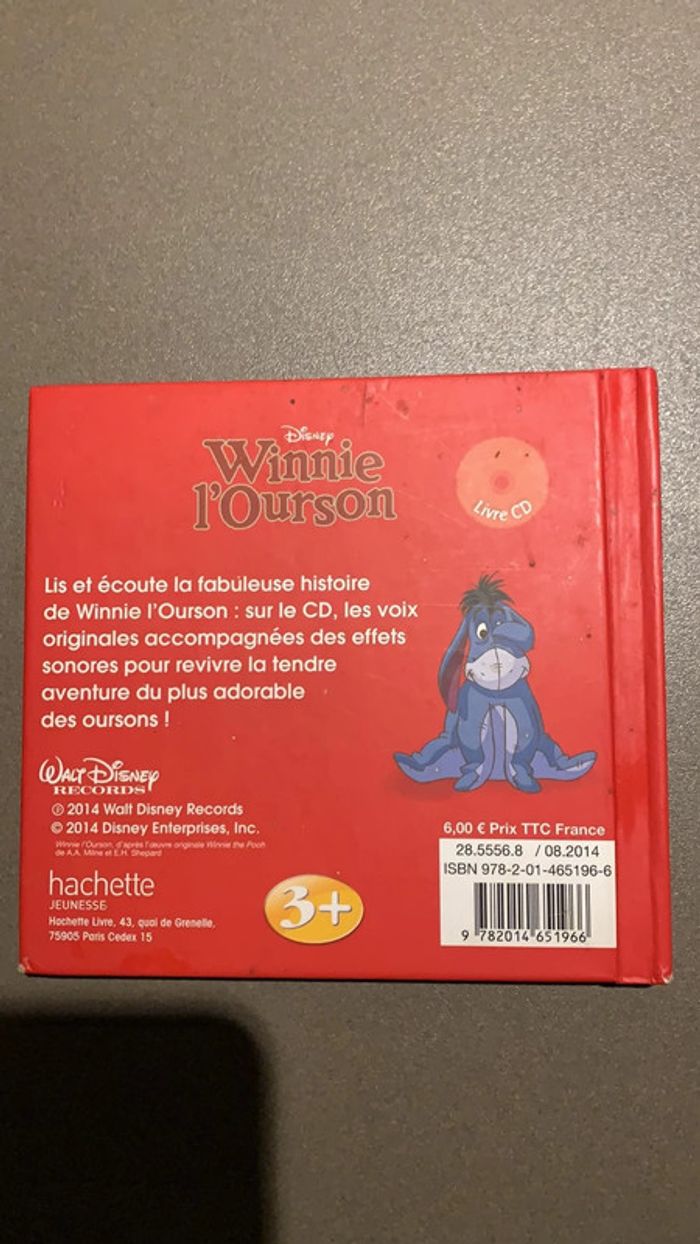 Disney
Winnie
l'Ourson
Livre CD
Lis et écoute la fabuleuse histoire
de Winnie l'Ourson : sur le CD, les voix
originales accompagnées des effets
sonores pour revivre la tendre
aventure du plus adorable
des oursons !
WALT DISNEY
RECORDS
℗ 2014 Walt Disney Records
© 2014 Disney Enterprises, Inc.
Winnie l'Ourson, d'après l'œuvre originale Winnie the Pooh
de A.A. Milne et E.H. Shepard
hachette
JEUNESSE
Hachette Livre, 43, quai de Grenelle,
75905 Paris Cedex 15
3+
6,00 € Prix TTC France
28.5556.8 / 08.2014
ISBN 978-2-01-465196-6
9 782014 651966